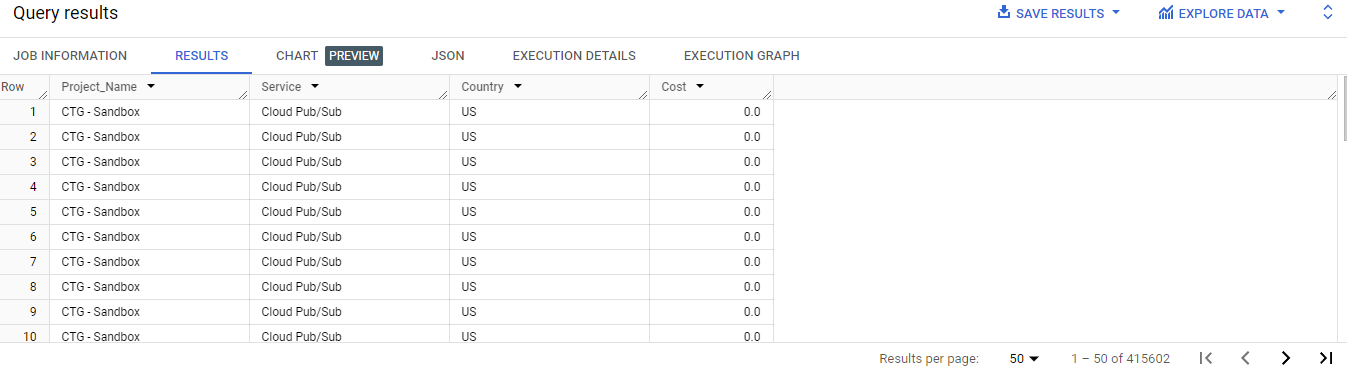 Query results SAVE RESULTS EXPLORE DATA
JOB INFORMATION RESULTS CHART PREVIEW JSON EXECUTION DETAILS EXECUTION GRAPH
Row Project_Name Service Country Cost
1 CTG - Sandbox Cloud Pub/Sub US 0.0
2 CTG - Sandbox Cloud Pub/Sub US 0.0
3 CTG - Sandbox Cloud Pub/Sub US 0.0
4 CTG - Sandbox Cloud Pub/Sub US 0.0
5 CTG - Sandbox Cloud Pub/Sub US 0.0
6 CTG - Sandbox Cloud Pub/Sub US 0.0
7 CTG - Sandbox Cloud Pub/Sub US 0.0
8 CTG - Sandbox Cloud Pub/Sub US 0.0
9 CTG - Sandbox Cloud Pub/Sub US 0.0
10 CTG - Sandbox Cloud Pub/Sub US 0.0
Results per page: 50 1 – 50 of 415602